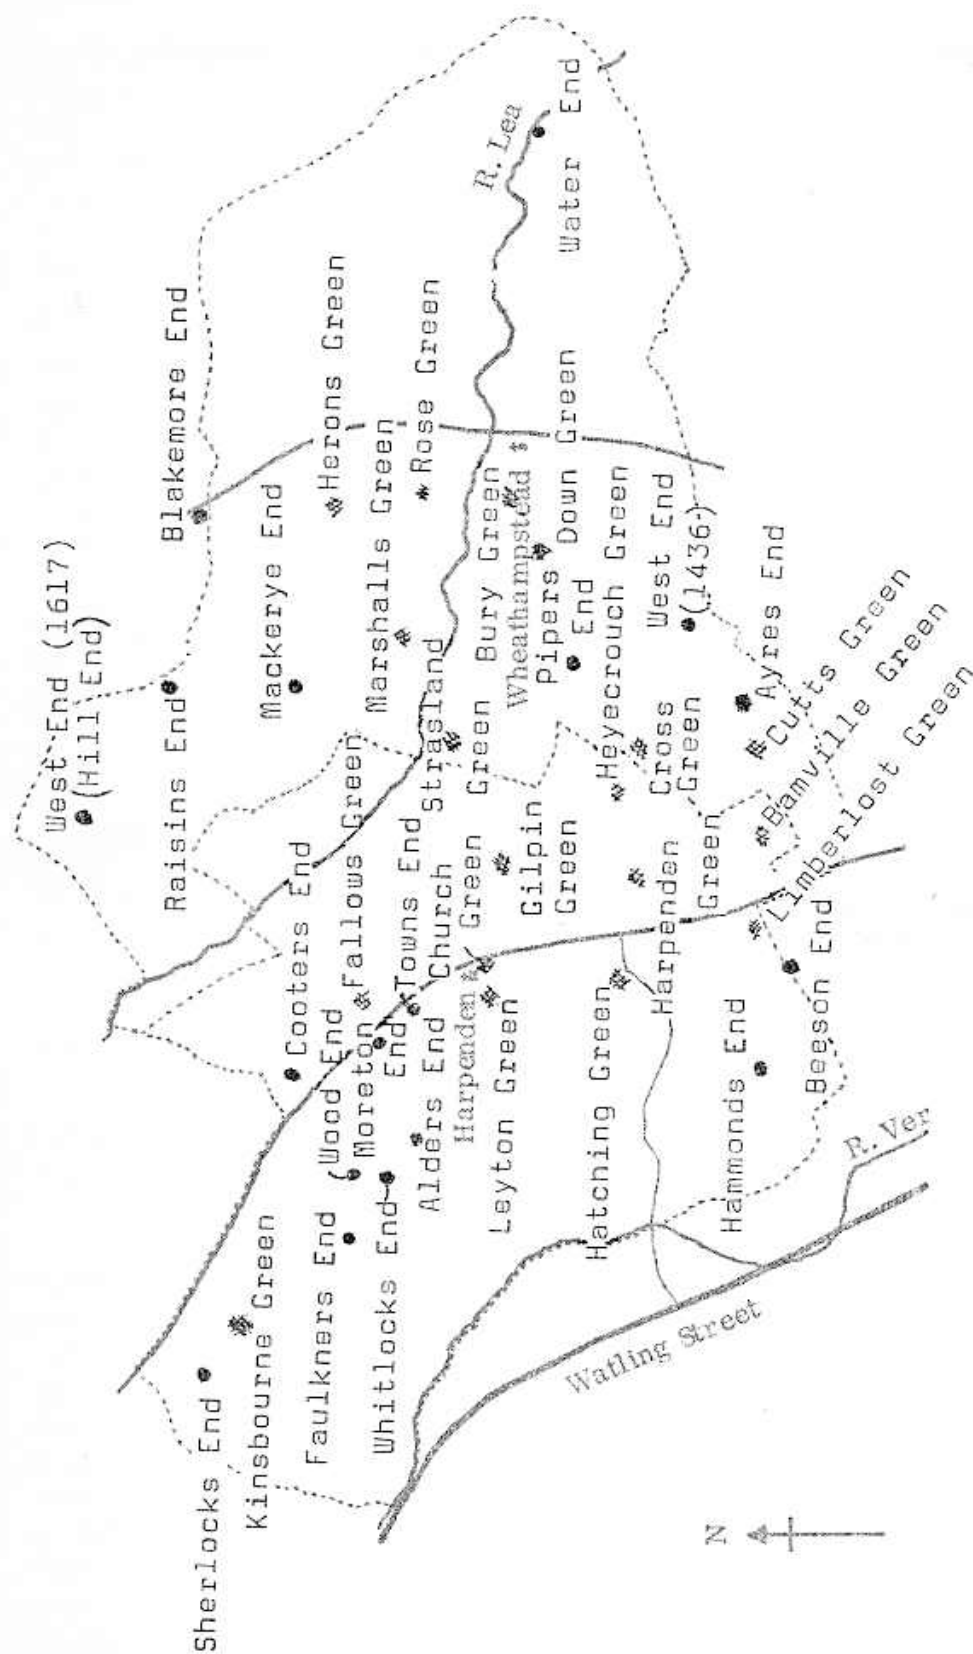 West End (1617)
(Hill End)
Blakemore End
Raisins End
Mackerye End
Herons Green
Sherlocks End
Kinsbourne Green
Cooters End
Fallows Green
Marshalls Green
Rose Green
R. Lea
Faulkners End
(Wood End
Moreton
End
Towns End
Strasland
Green
Bury Green
Wheathampstead
Whitlocks End
Alders End
Church
Green
Harpenden
Leyton Green
Gilpin
Green
Pipers
End
Down Green
Water End
Hatching Green
Heyecrouch Green
Harpenden
Green
Cross
Green
West End
(1436)
Hammonds End
Ayres End
Cutts Green
Bamville Green
Limberlost Green
Beeson End
R. Ver
Watling Street
N